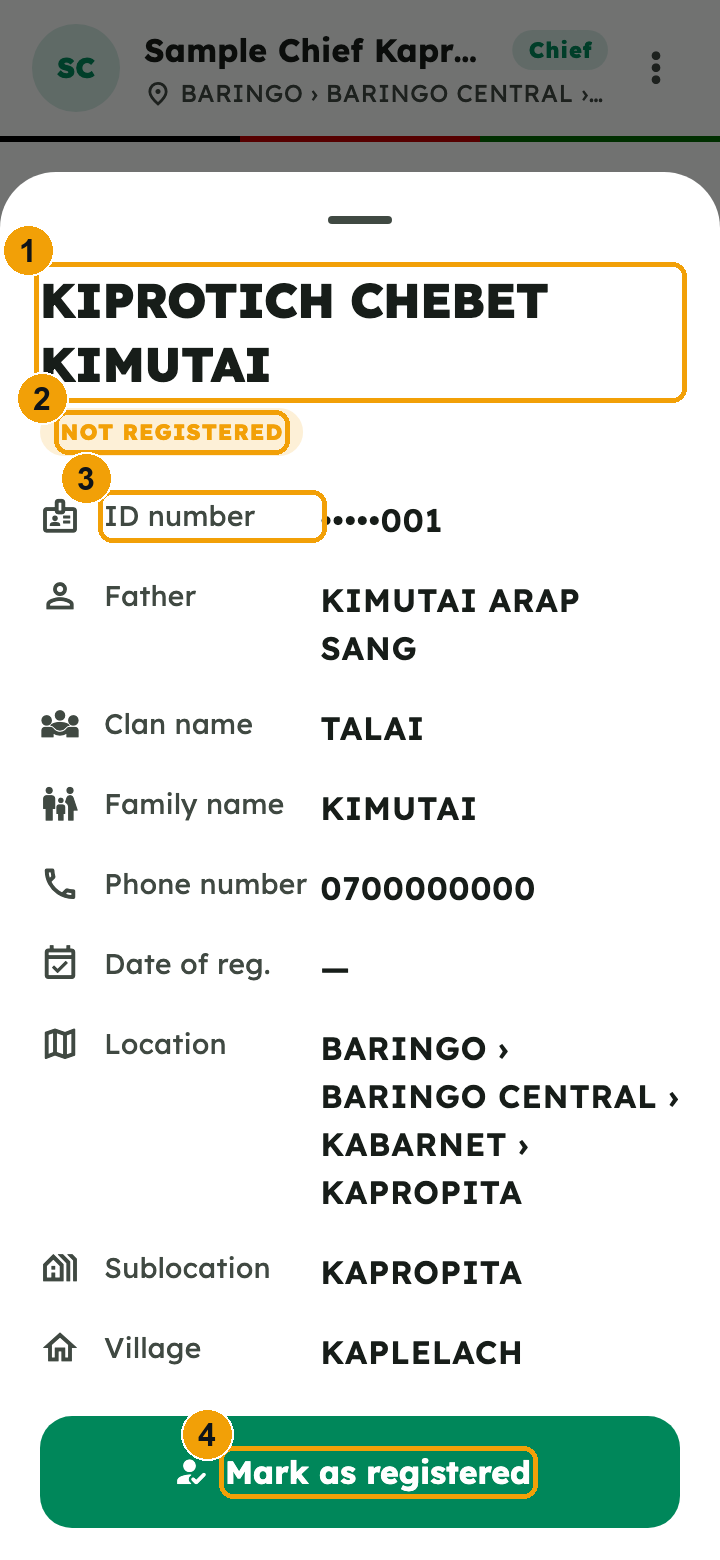 SC
Sample Chief Kapr...
Chief
BARINGO › BARINGO CENTRAL ›...
1
KIPROTICH CHEBET
KIMUTAI
2
NOT REGISTERED
3
ID number
•••••001
Father
KIMUTAI ARAP
SANG
Clan name
TALAI
Family name
KIMUTAI
Phone number
0700000000
Date of reg.
—
Location
BARINGO ›
BARINGO CENTRAL ›
KABARNET ›
KAPROPITA
Sublocation
KAPROPITA
Village
KAPLELACH
4
Mark as registered